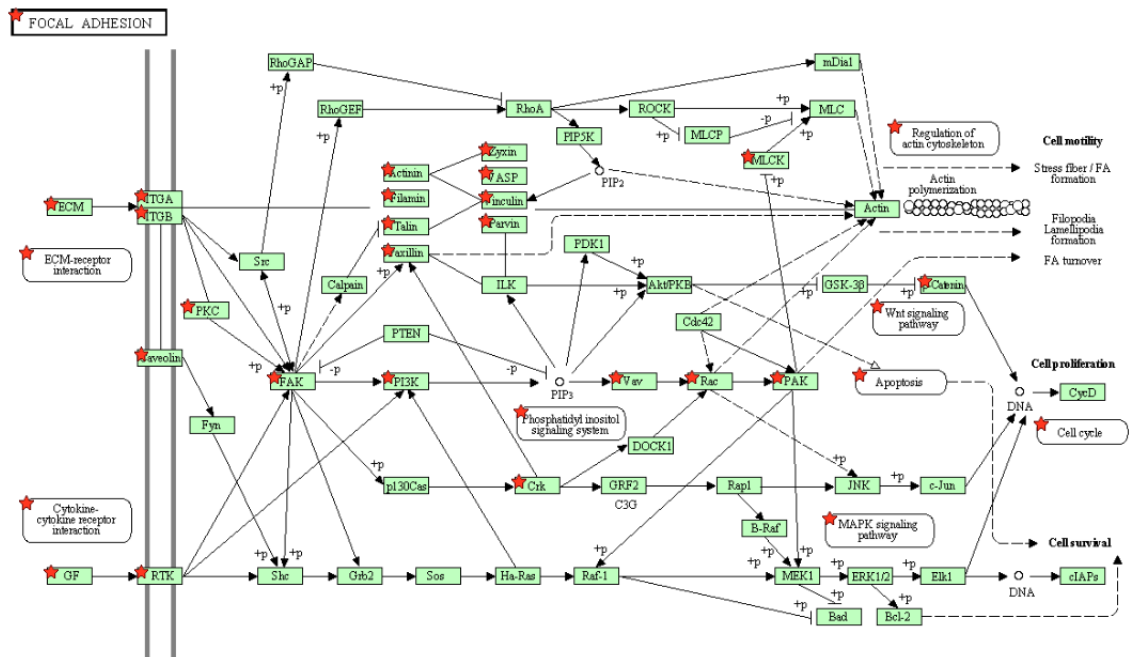 FOCAL ADHESION
RhoGAP
mDia1
+p
RhoGEF
RhoA
ROCK
+p
MLC
+p
-p
+p
MLCP
+p
PIP5K
Zyxin
MLCK
Regulation of
actin cytoskeleton
Cell motility
Actinin
VASP
PIP2
Stress fiber / FA
formation
Filamin
Vinculin
Actin
polymerization
ECM
ITGA
ITGB
Talin
Parvin
Actin
Filopodia
Lamellipodia
formation
ECM-receptor
interaction
Src
Paxillin
PDK1
+p
+p
FA turnover
Calpain
ILK
+p
Akt/PKB
GSK-3β
+p
β-Catenin
+p
+p
PKC
+p
Cdc42
Wnt signaling
pathway
PTEN
Caveolin
+p
-p
-p
Cell proliferation
FAK
+p
PI3K
PIP3
Vav
Rac
PAK
Apoptosis
DNA
CycD
Fyn
Phosphatidyl inositol
signaling system
DOCK1
Cell cycle
+p
p130Cas
Crk
GRF2
C3G
Rap1
+p
JNK
+p
c-Jun
Cytokine-
cytokine receptor
interaction
B-Raf
MAPK signaling
pathway
+p
+p
+p
+p
+p
Cell survival
GF
RTK
Shc
Grb2
Sos
Ha-Ras
Raf-1
+p
MEK1
+p
ERK1/2
+p
Elk1
DNA
cIAPs
+p
+p
+p
Bad
Bcl-2